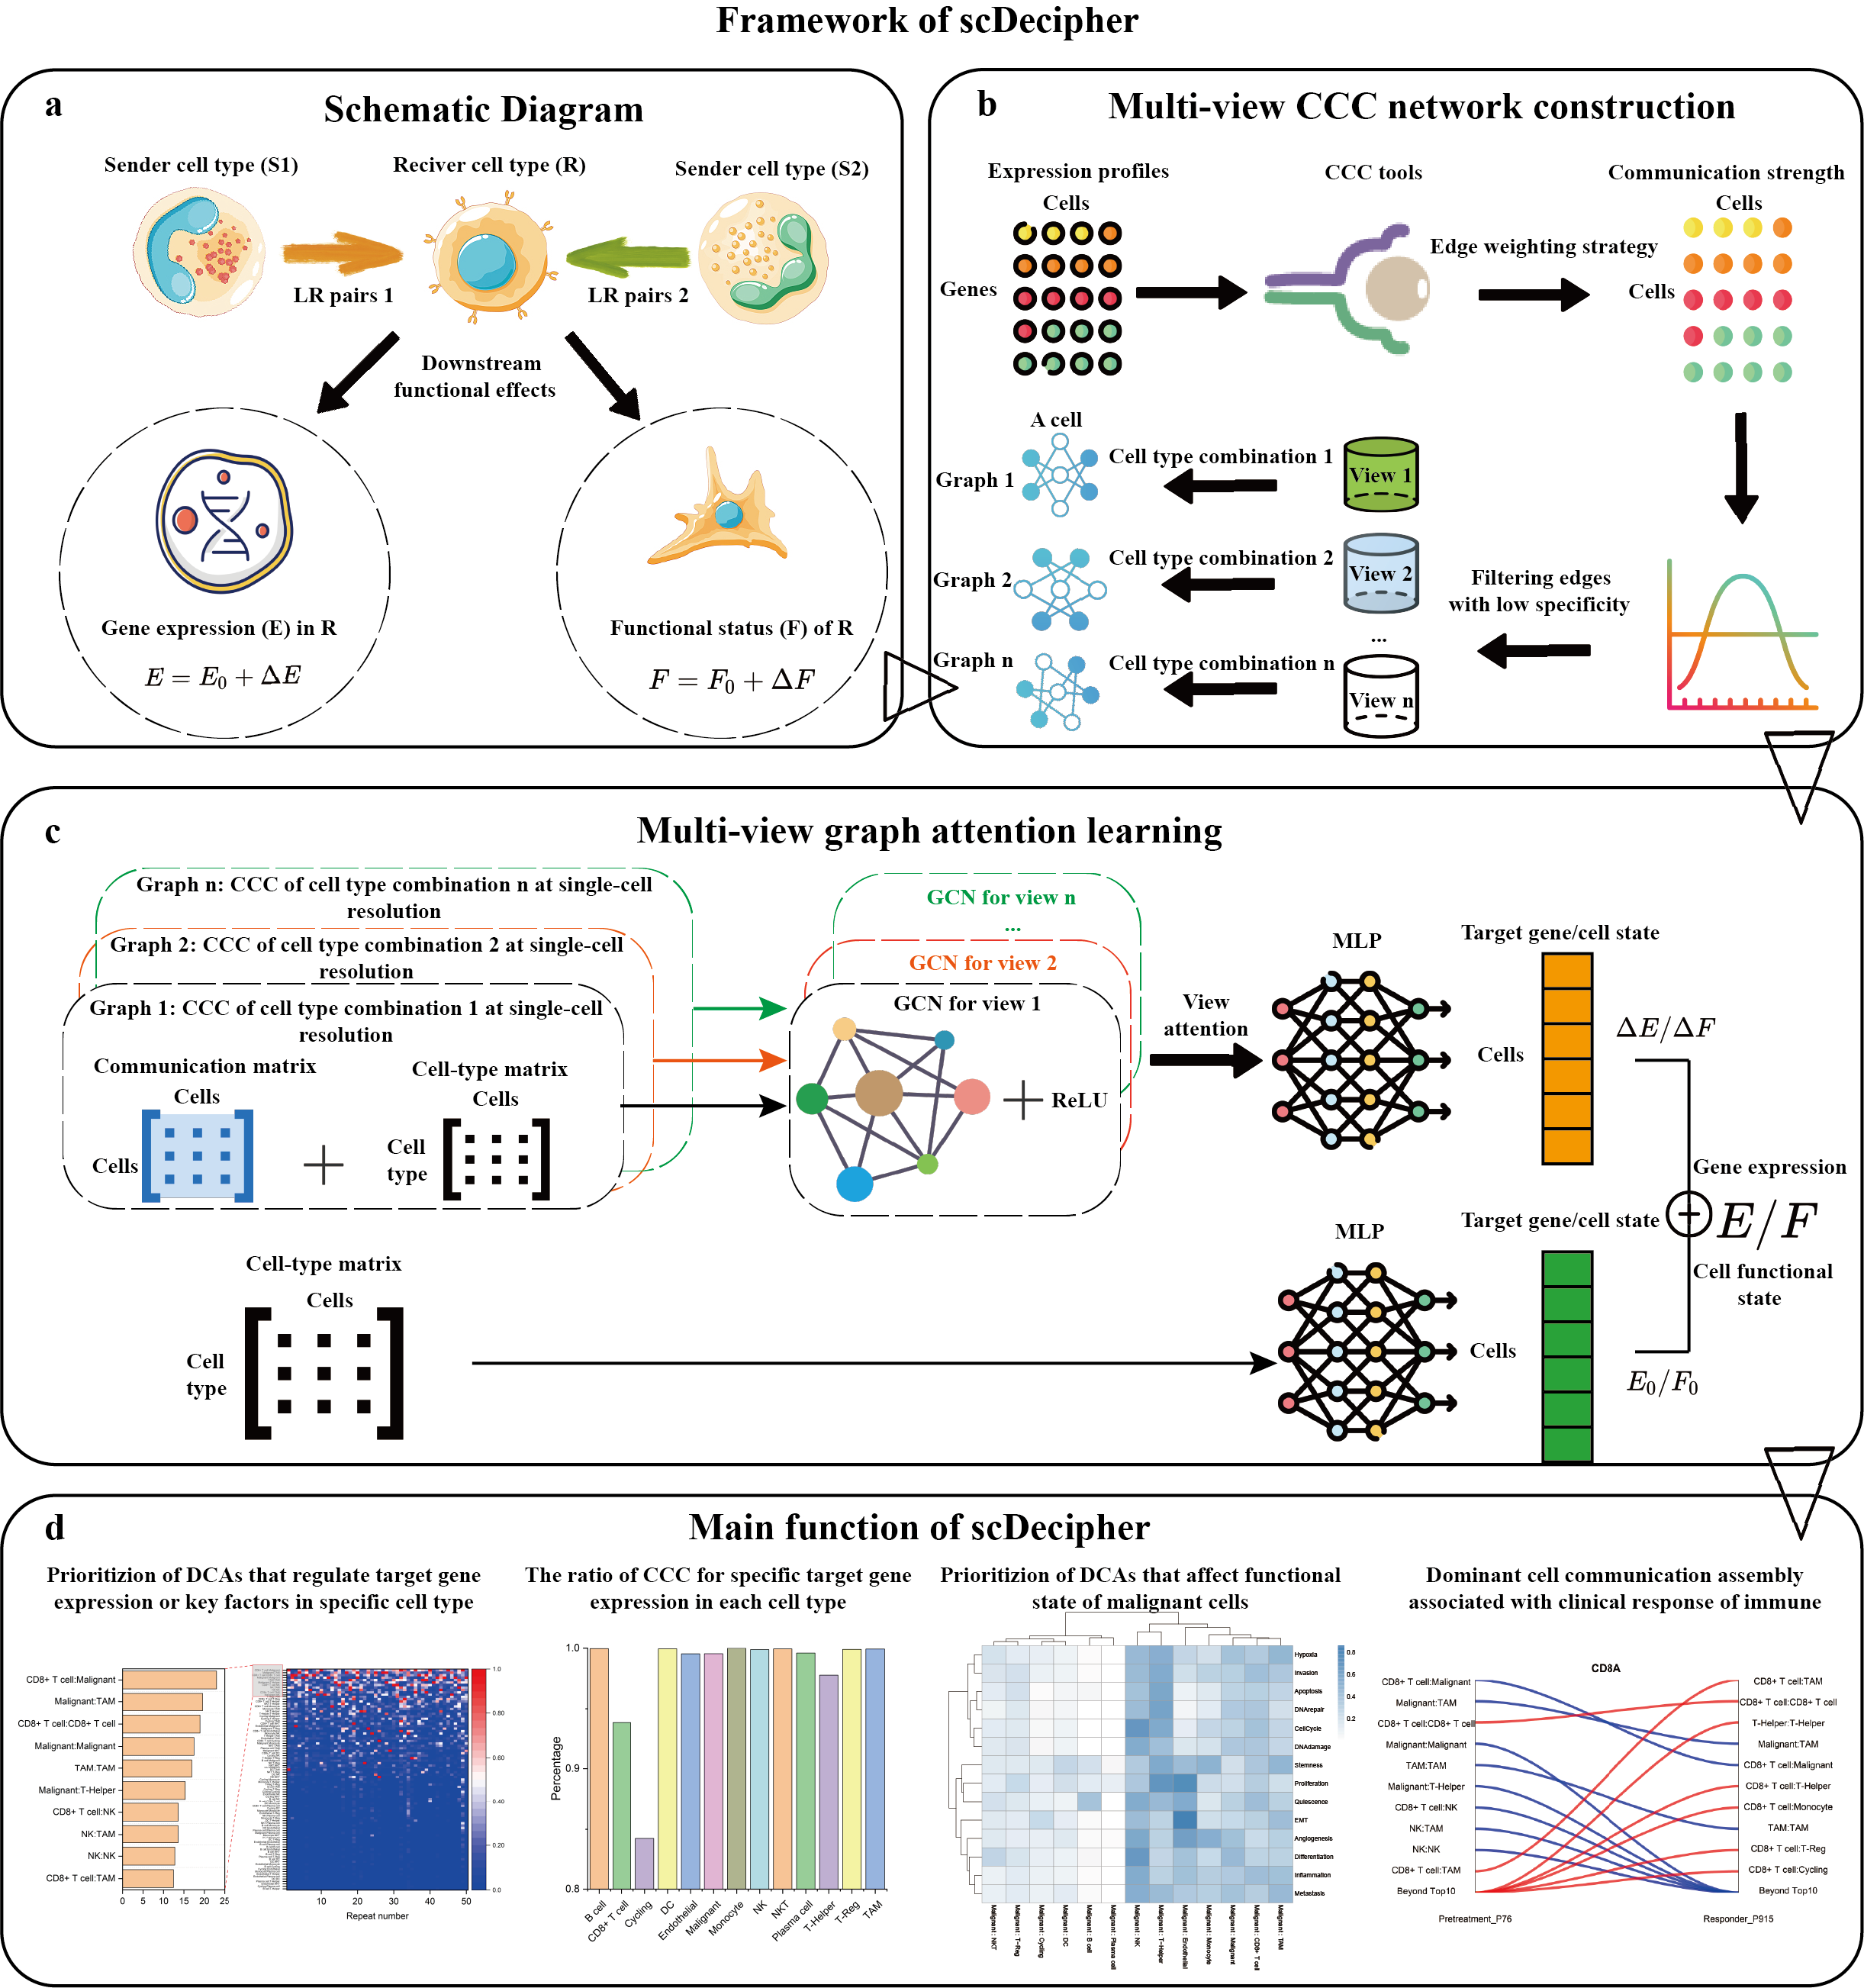 Framework of scDecipher
a
Schematic Diagram
Sender cell type (S1)
Reciver cell type (R)
Sender cell type (S2)
LR pairs 1
LR pairs 2
Downstream
functional effects
Gene expression (E) in R
E = E0 + ΔE
Functional status (F) of R
F = F0 + ΔF
b
Multi-view CCC network construction
Expression profiles
Cells
Genes
CCC tools
Edge weighting strategy
Communication strength
Cells
Cells
A cell
Graph 1
Cell type combination 1
View 1
Graph 2
Cell type combination 2
View 2
...
Graph n
Cell type combination n
View n
Filtering edges
with low specificity
c
Multi-view graph attention learning
Graph n: CCC of cell type combination n at single-cell
resolution
Graph 2: CCC of cell type combination 2 at single-cell
resolution
Graph 1: CCC of cell type combination 1 at single-cell
resolution
Communication matrix
Cells
Cells
Cell-type matrix
Cells
Cell
type
GCN for view n
...
GCN for view 2
GCN for view 1
ReLU
View
attention
MLP
Target gene/cell state
Cells
ΔE/ΔF
Gene expression
E/F
Cell functional
state
Cell-type matrix
Cells
Cell
type
MLP
Target gene/cell state
Cells
E0/F0
d
Main function of scDecipher
Prioritizion of DCAs that regulate target gene
expression or key factors in specific cell type
CD8+ T cell:Malignant
Malignant:TAM
CD8+ T cell:CD8+ T cell
Malignant:Malignant
TAM:TAM
Malignant:T-Helper
CD8+ T cell:NK
NK:TAM
NK:NK
CD8+ T cell:TAM
0 5 10 15 20 25
10 20 30 40 50
Repeat number
1.0
0.80
0.60
0.40
0.20
0.0
The ratio of CCC for specific target gene
expression in each cell type
Percentage
1.0
0.9
0.8
B cell
CD8+ T cell
Cycling
DC
Endothelial
Malignant
Monocyte
NK
NKT
Plasma cell
T-Helper
T-Reg
TAM
Prioritizion of DCAs that affect functional
state of malignant cells
Hypoxia
Invasion
Apoptosis
DNArepair
CellCycle
DNAdamage
Stemness
Proliferation
Quiescence
EMT
Angiogenesis
Differentiation
Inflammation
Metastasis
0.8
0.6
0.4
0.2
Malignant : NKT
Malignant : T-Reg
Malignant : Cycling
Malignant : DC
Malignant : B cell
Malignant : Plasma cell
Malignant : NK
Malignant : T-Helper
Malignant : Endothelial
Malignant : Monocyte
Malignant : Malignant
Malignant : CD8+ T cell
Malignant : TAM
Dominant cell communication assembly
associated with clinical response of immune
CD8A
CD8+ T cell:Malignant
Malignant:TAM
CD8+ T cell:CD8+ T cell
Malignant:Malignant
TAM:TAM
Malignant:T-Helper
CD8+ T cell:NK
NK:TAM
NK:NK
CD8+ T cell:TAM
Beyond Top10
Pretreatment_P76
CD8+ T cell:TAM
CD8+ T cell:CD8+ T cell
T-Helper:T-Helper
Malignant:TAM
CD8+ T cell:Malignant
CD8+ T cell:T-Helper
CD8+ T cell:Monocyte
TAM:TAM
CD8+ T cell:T-Reg
CD8+ T cell:Cycling
Beyond Top10
Responder_P915